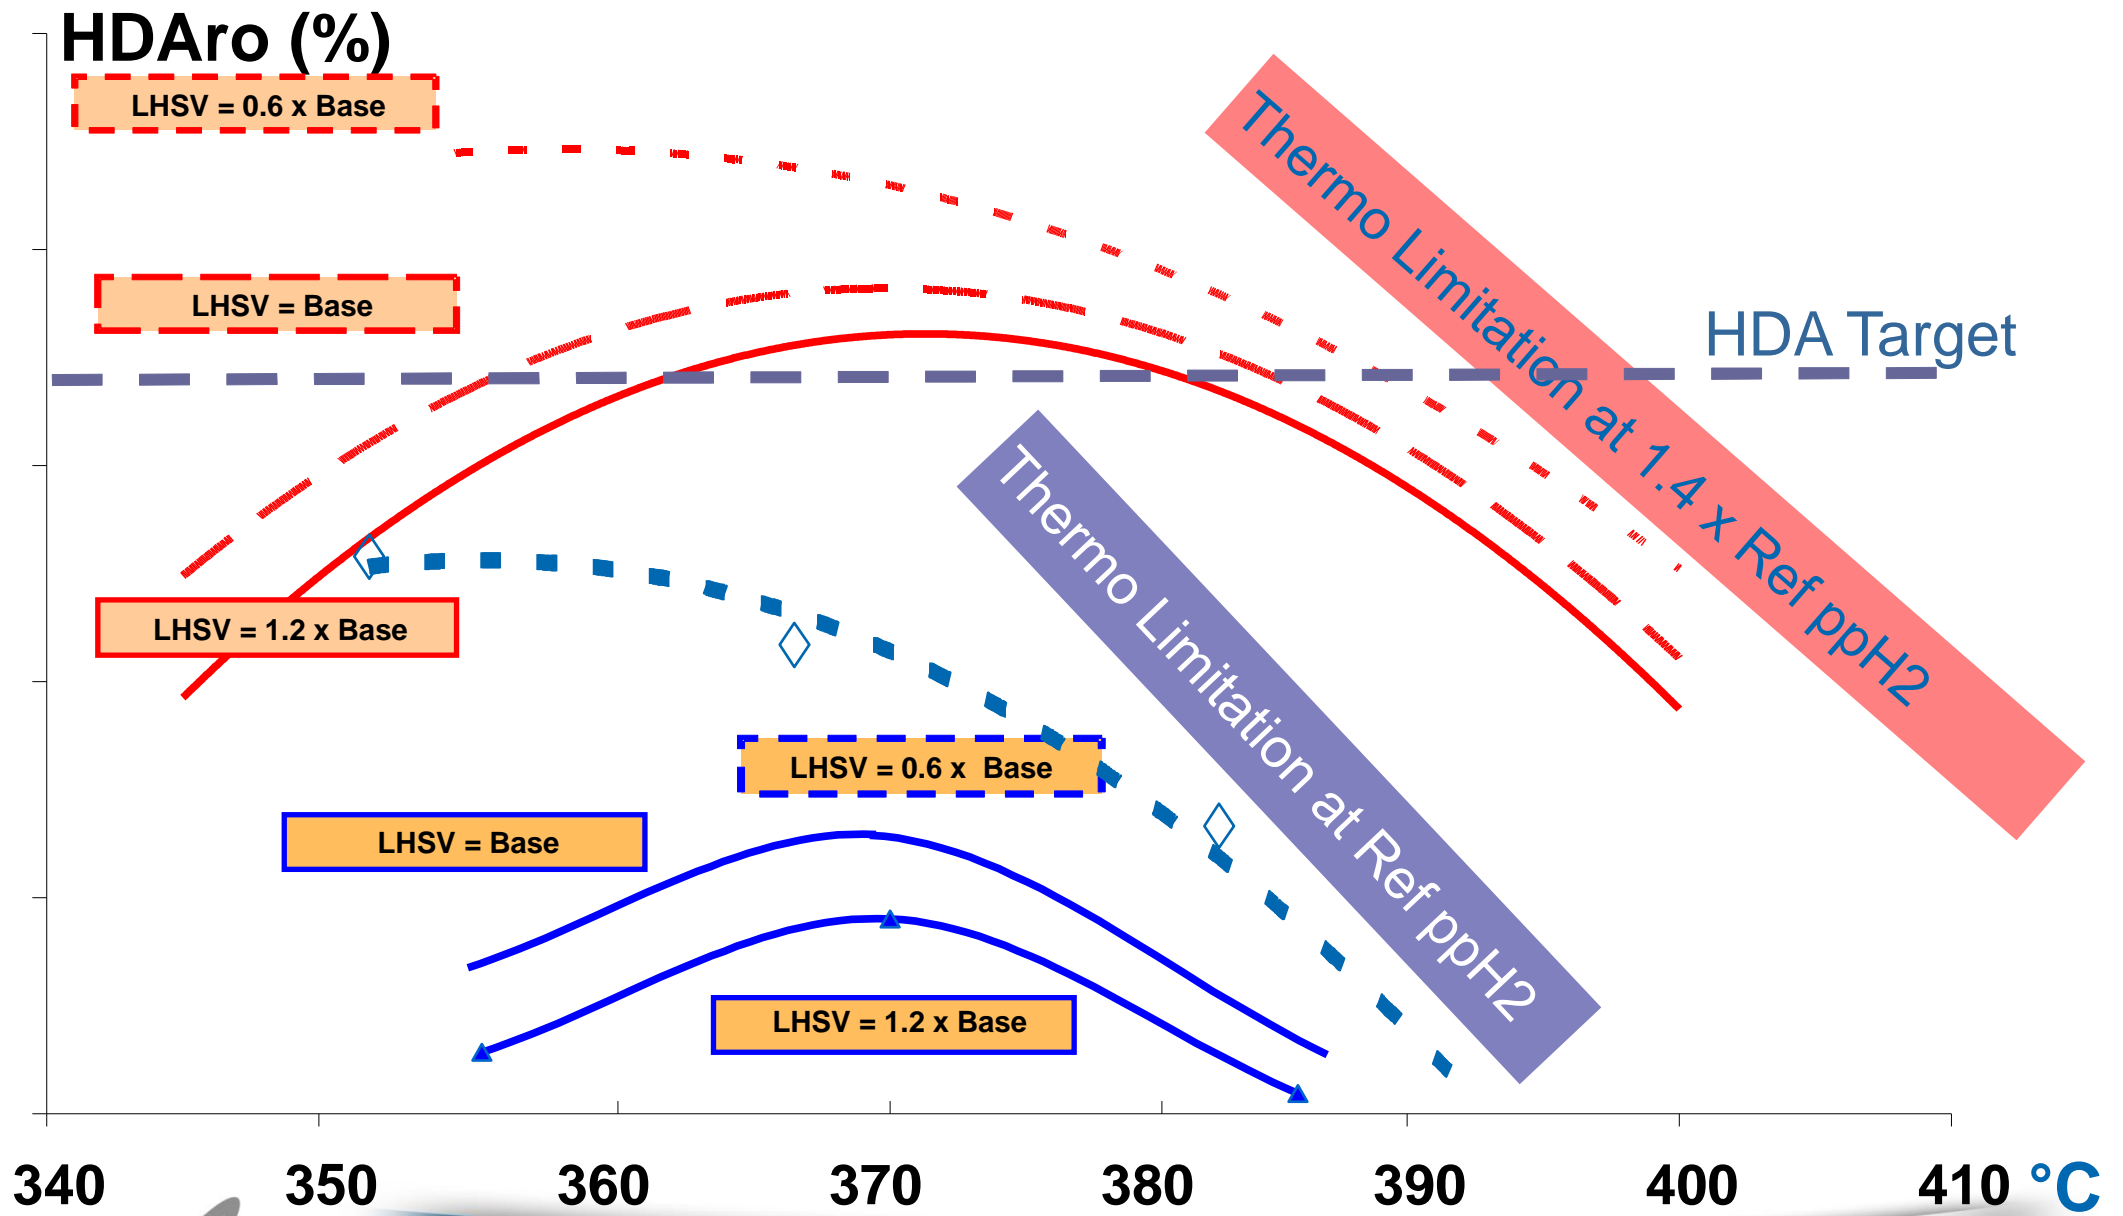 HDAro (%)
LHSV = 0.6 x Base
LHSV = Base
HDA Target
Thermo Limitation at 1.4 x Ref ppH2
LHSV = 1.2 x Base
Thermo Limitation at Ref ppH2
LHSV = 0.6 x  Base
LHSV = Base
LHSV = 1.2 x Base
340 350 360 370 380 390 400 410 °C